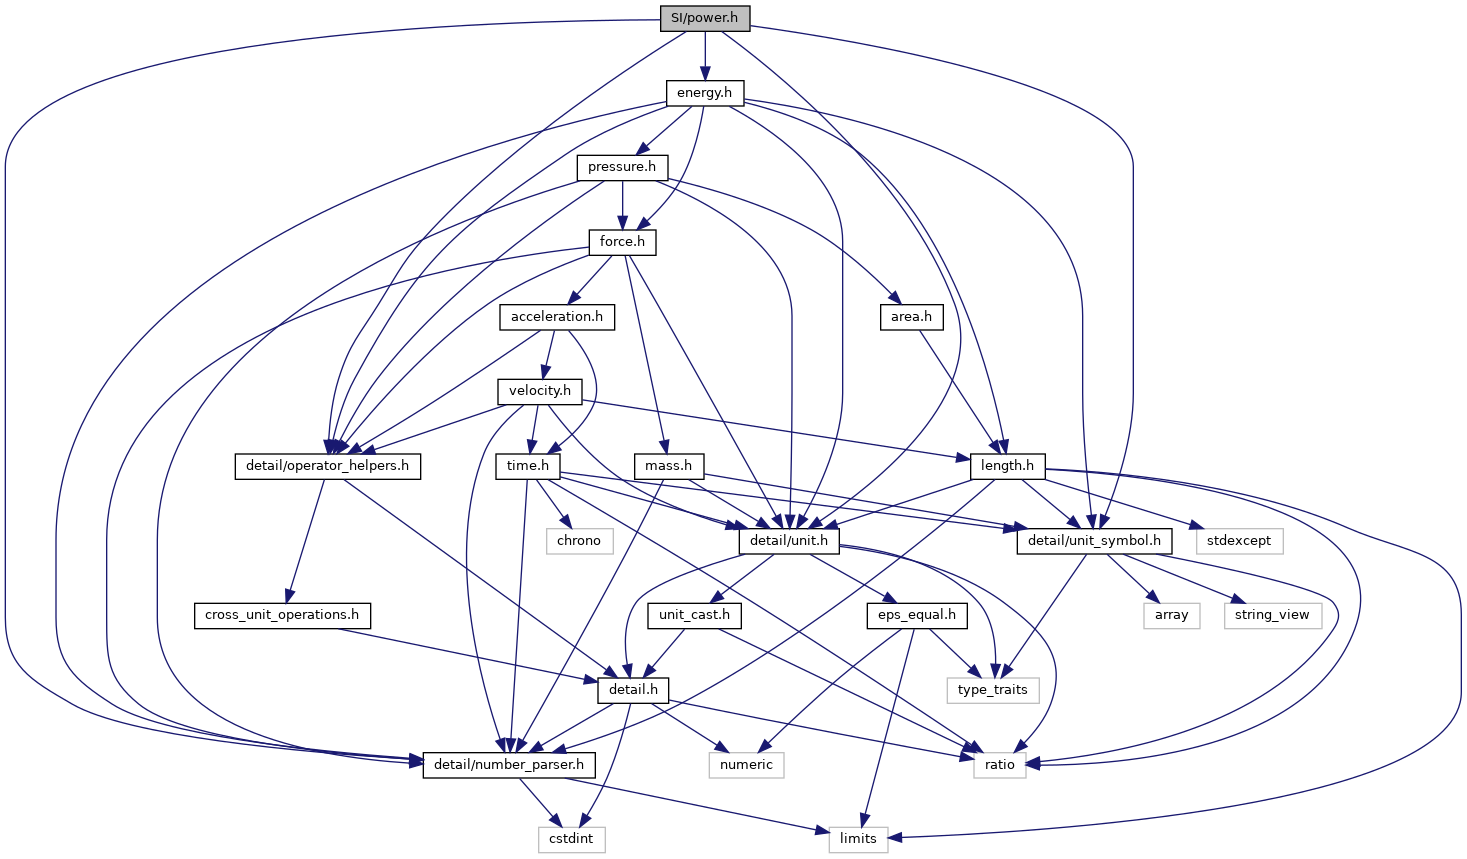 SI/power.h
energy.h
pressure.h
force.h
acceleration.h
area.h
velocity.h
detail/operator_helpers.h
time.h
mass.h
length.h
chrono
detail/unit.h
detail/unit_symbol.h
stdexcept
cross_unit_operations.h
unit_cast.h
eps_equal.h
array
string_view
detail.h
type_traits
detail/number_parser.h
numeric
ratio
cstdint
limits